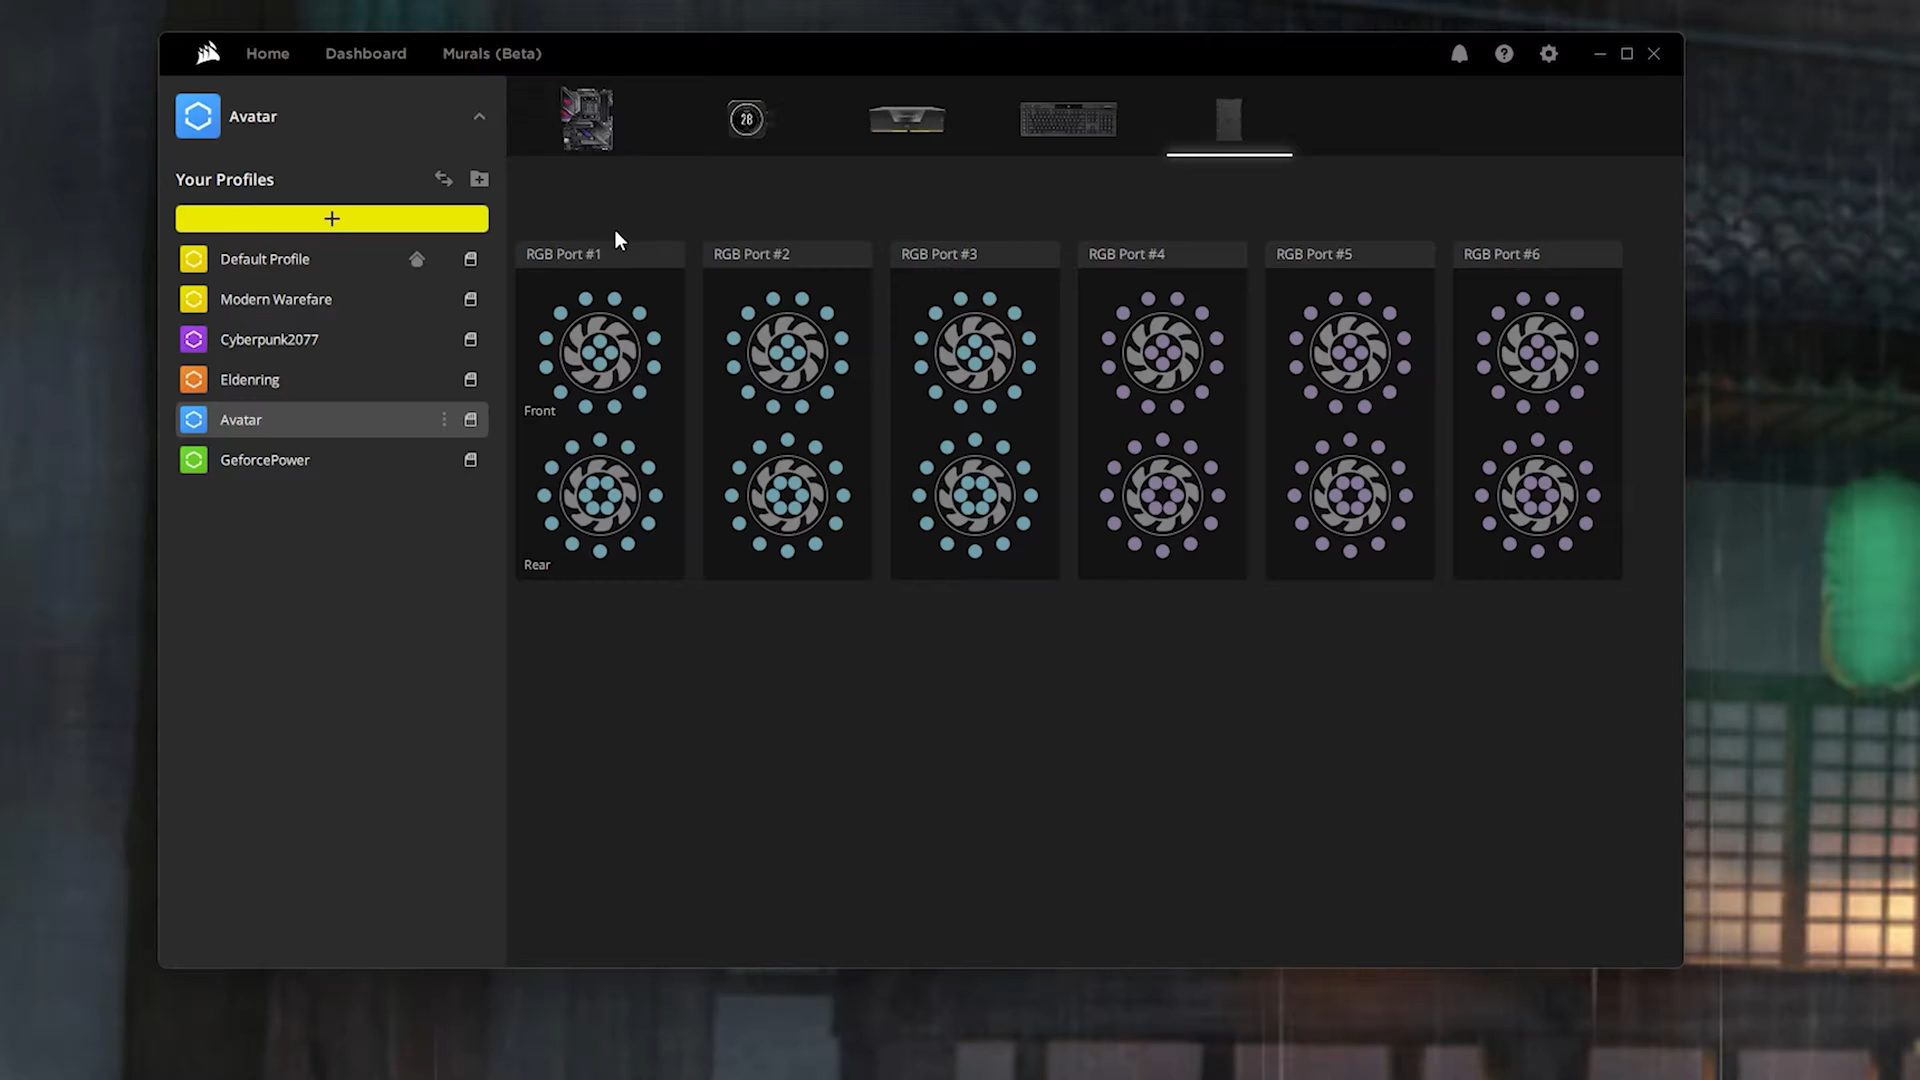 Home Dashboard Murals (Beta)
Avatar
28
Your Profiles
Default Profile
Modern Warefare
Cyberpunk2077
Eldenring
Avatar
GeforcePower
RGB Port #1 RGB Port #2 RGB Port #3 RGB Port #4 RGB Port #5 RGB Port #6
Front
Rear